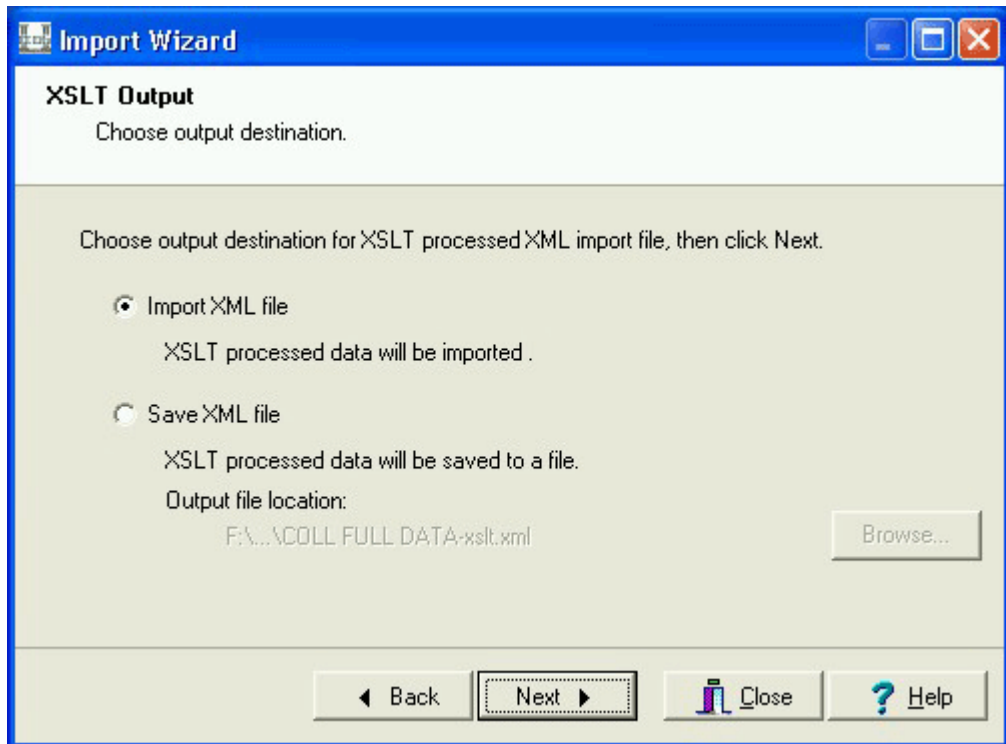 Import Wizard
XSLT Output
Choose output destination.
Choose output destination for XSLT processed XML import file, then click Next.
Import XML file
XSLT processed data will be imported .
Save XML file
XSLT processed data will be saved to a file.
Output file location:
F:\...\COLL FULL DATA-xslt.xml
Browse...
Back
Next
Close
Help